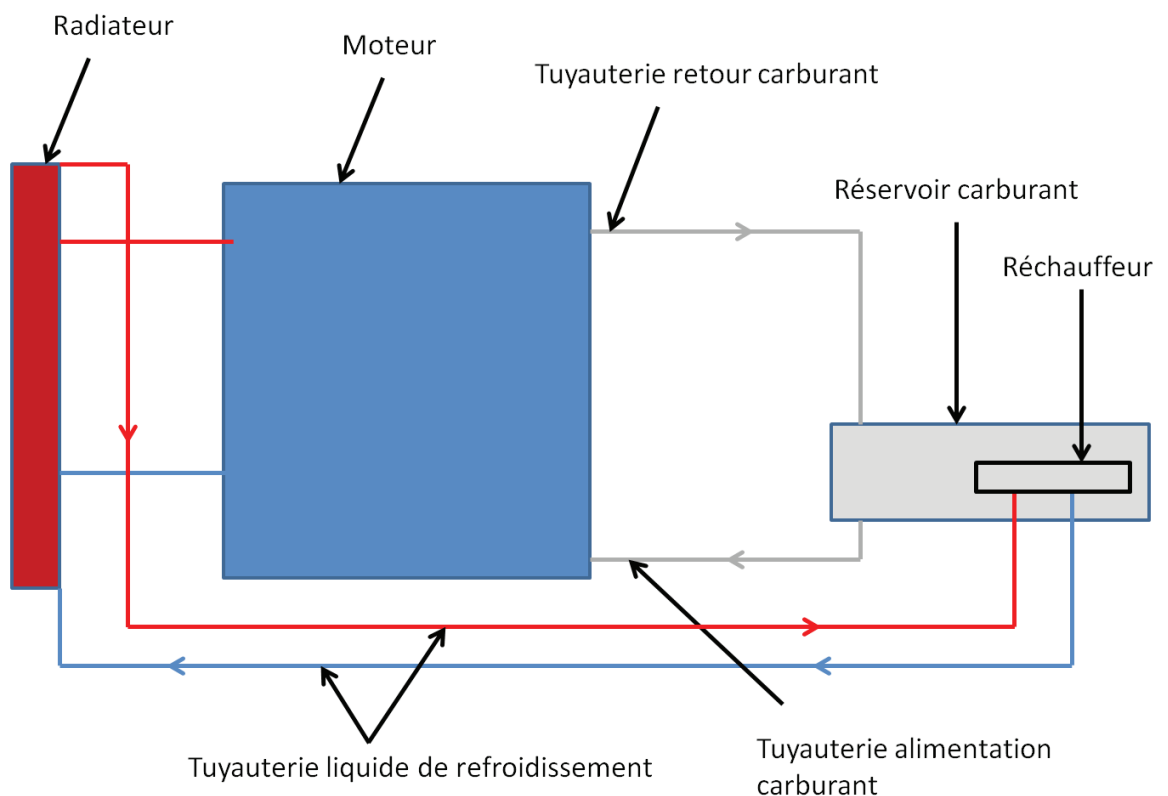 Radiateur
Moteur
Tuyauterie retour carburant
Réservoir carburant
Réchauffeur
Tuyauterie liquide de refroidissement
Tuyauterie alimentation
carburant